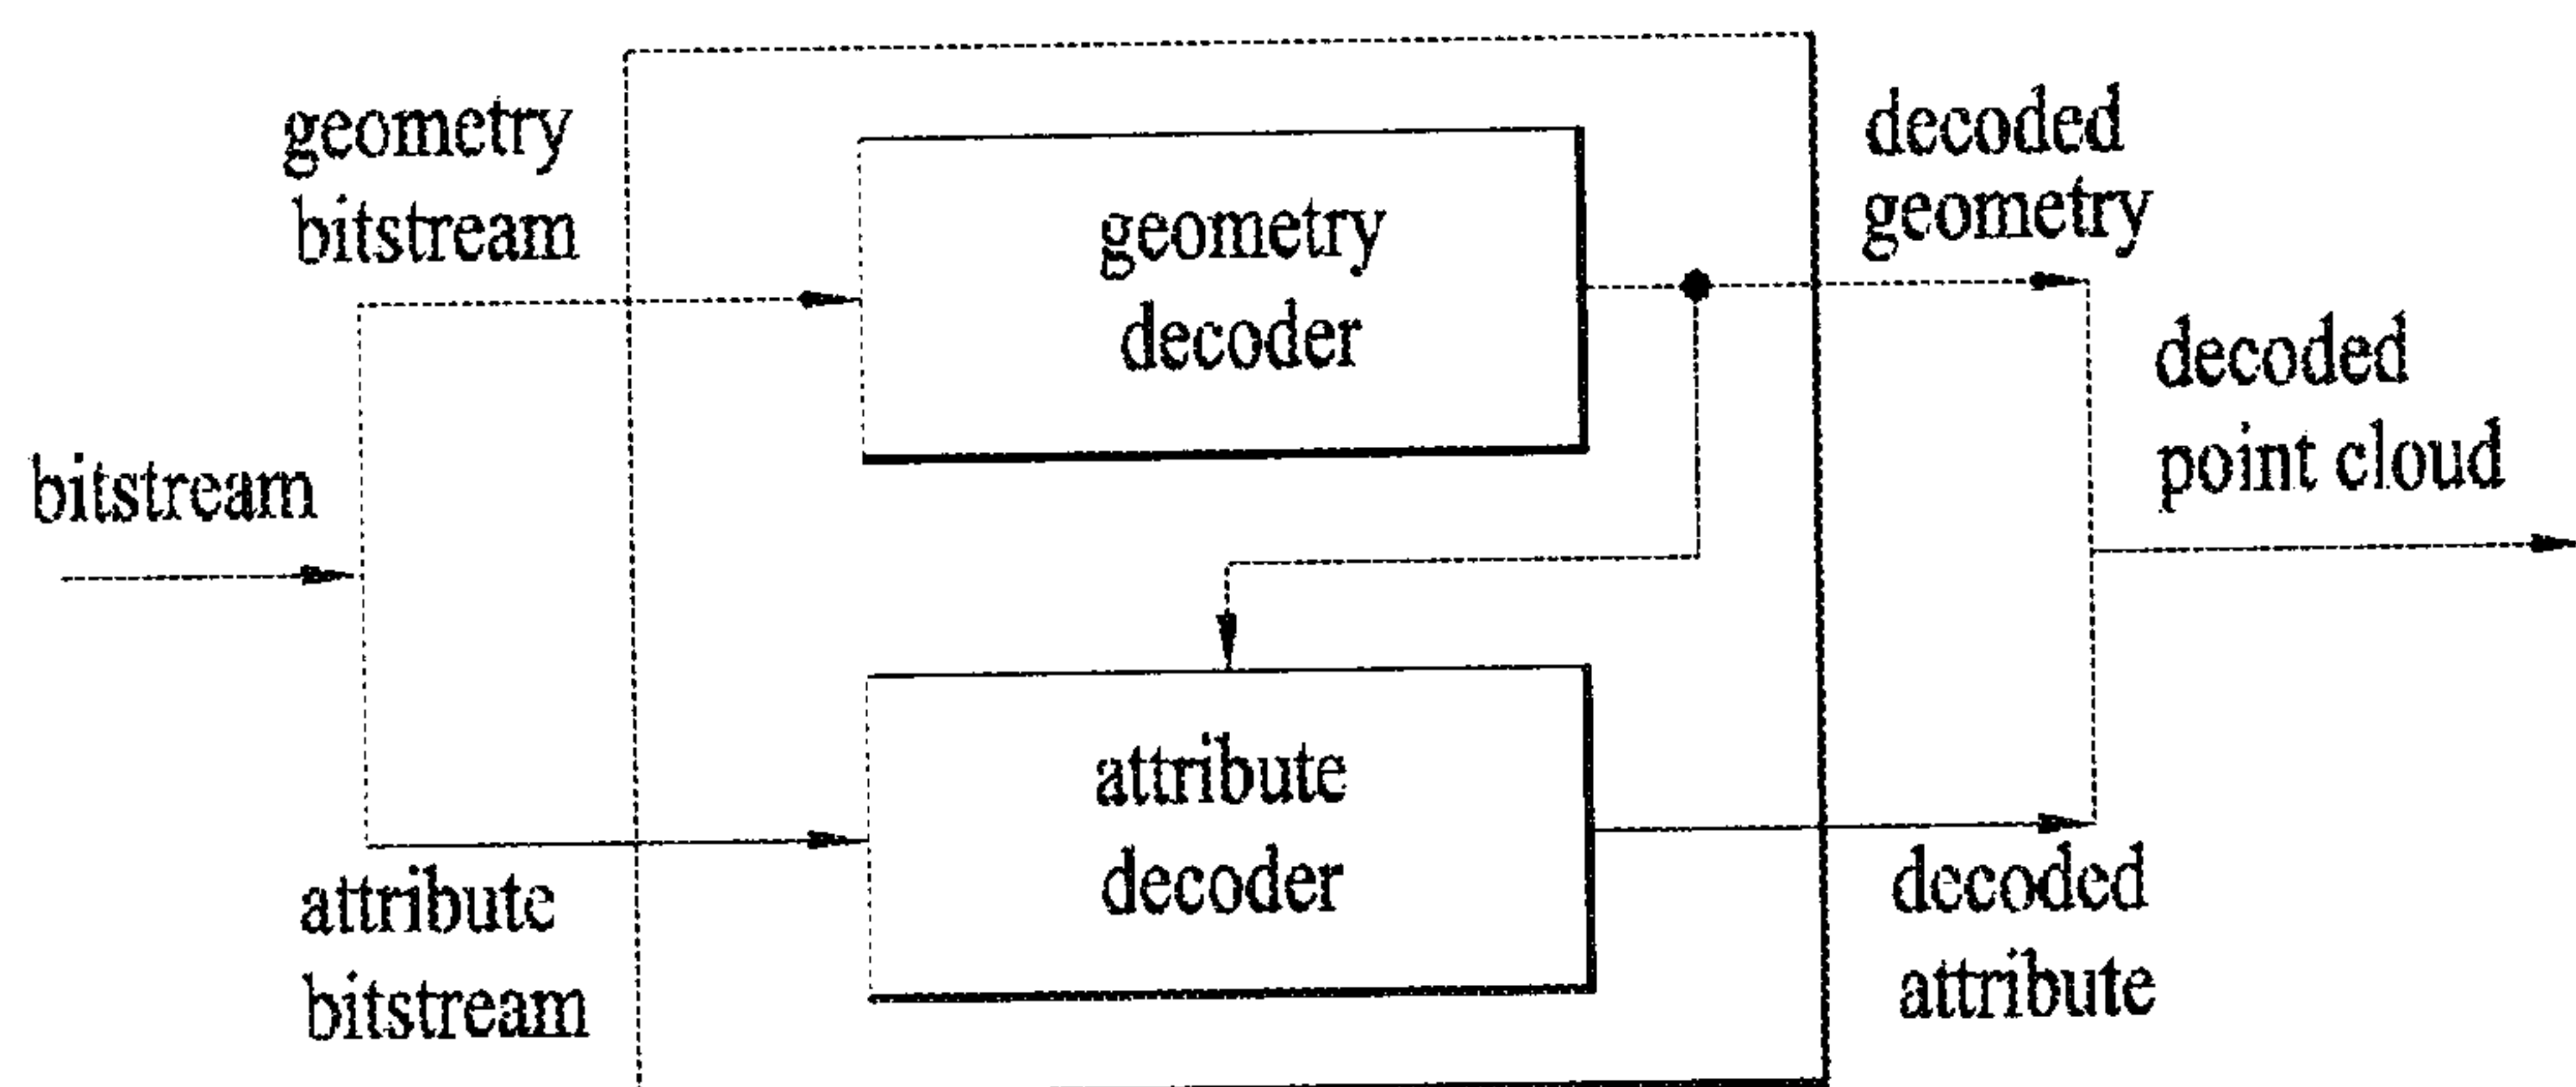 geometry
bitstream
geometry
decoder
decoded
geometry
bitstream
decoded
point cloud
attribute
decoder
attribute
bitstream
decoded
attribute